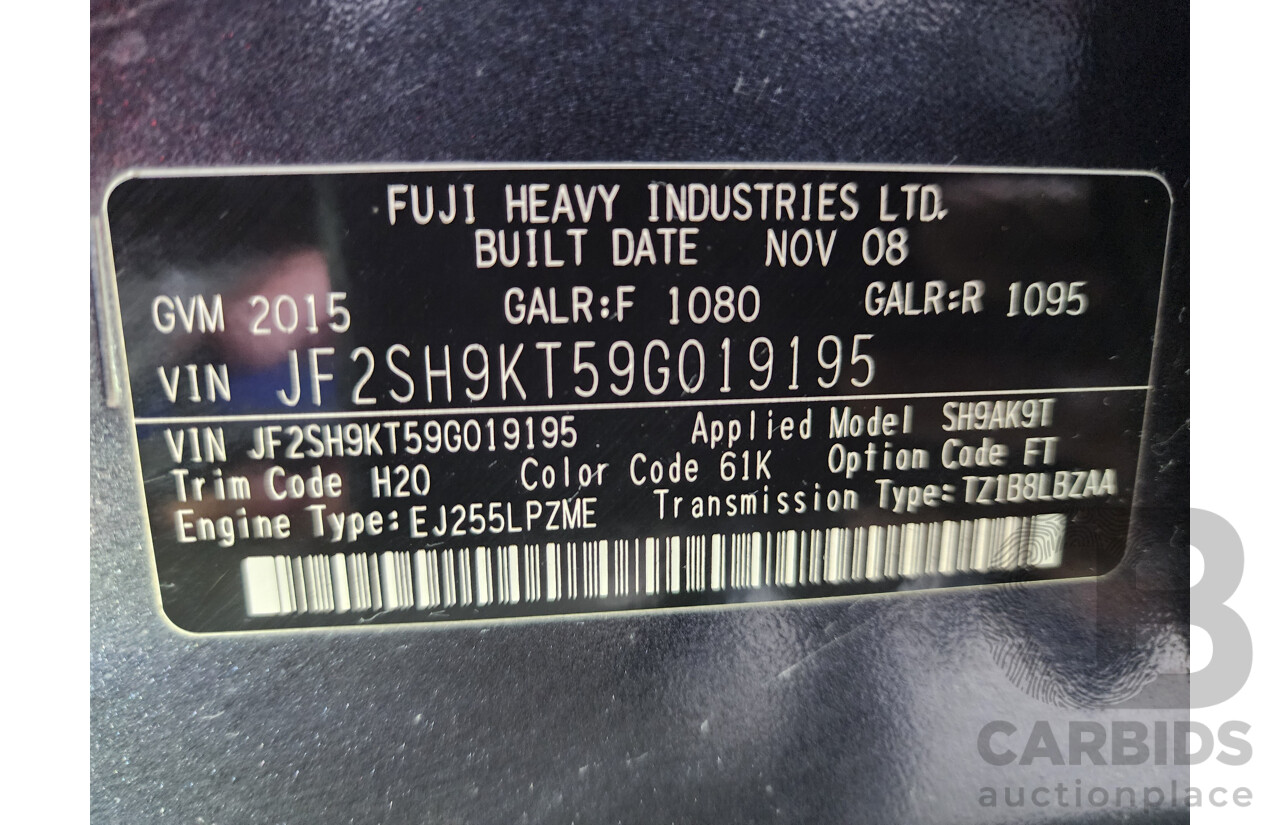 FUJI HEAVY INDUSTRIES LTD.
BUILT DATE NOV 08
GVM 2015 GALR:F 1080 GALR:R 1095
VIN JF2SH9KT59G019195
VIN JF2SH9KT59G019195 Applied Model SH9AK9T
Trim Code H20 Color Code 61K Option Code FT
Engine Type: EJ255LPZME Transmission Type: TZ1B8LBZAA
B
CARBIDS
auctionplace